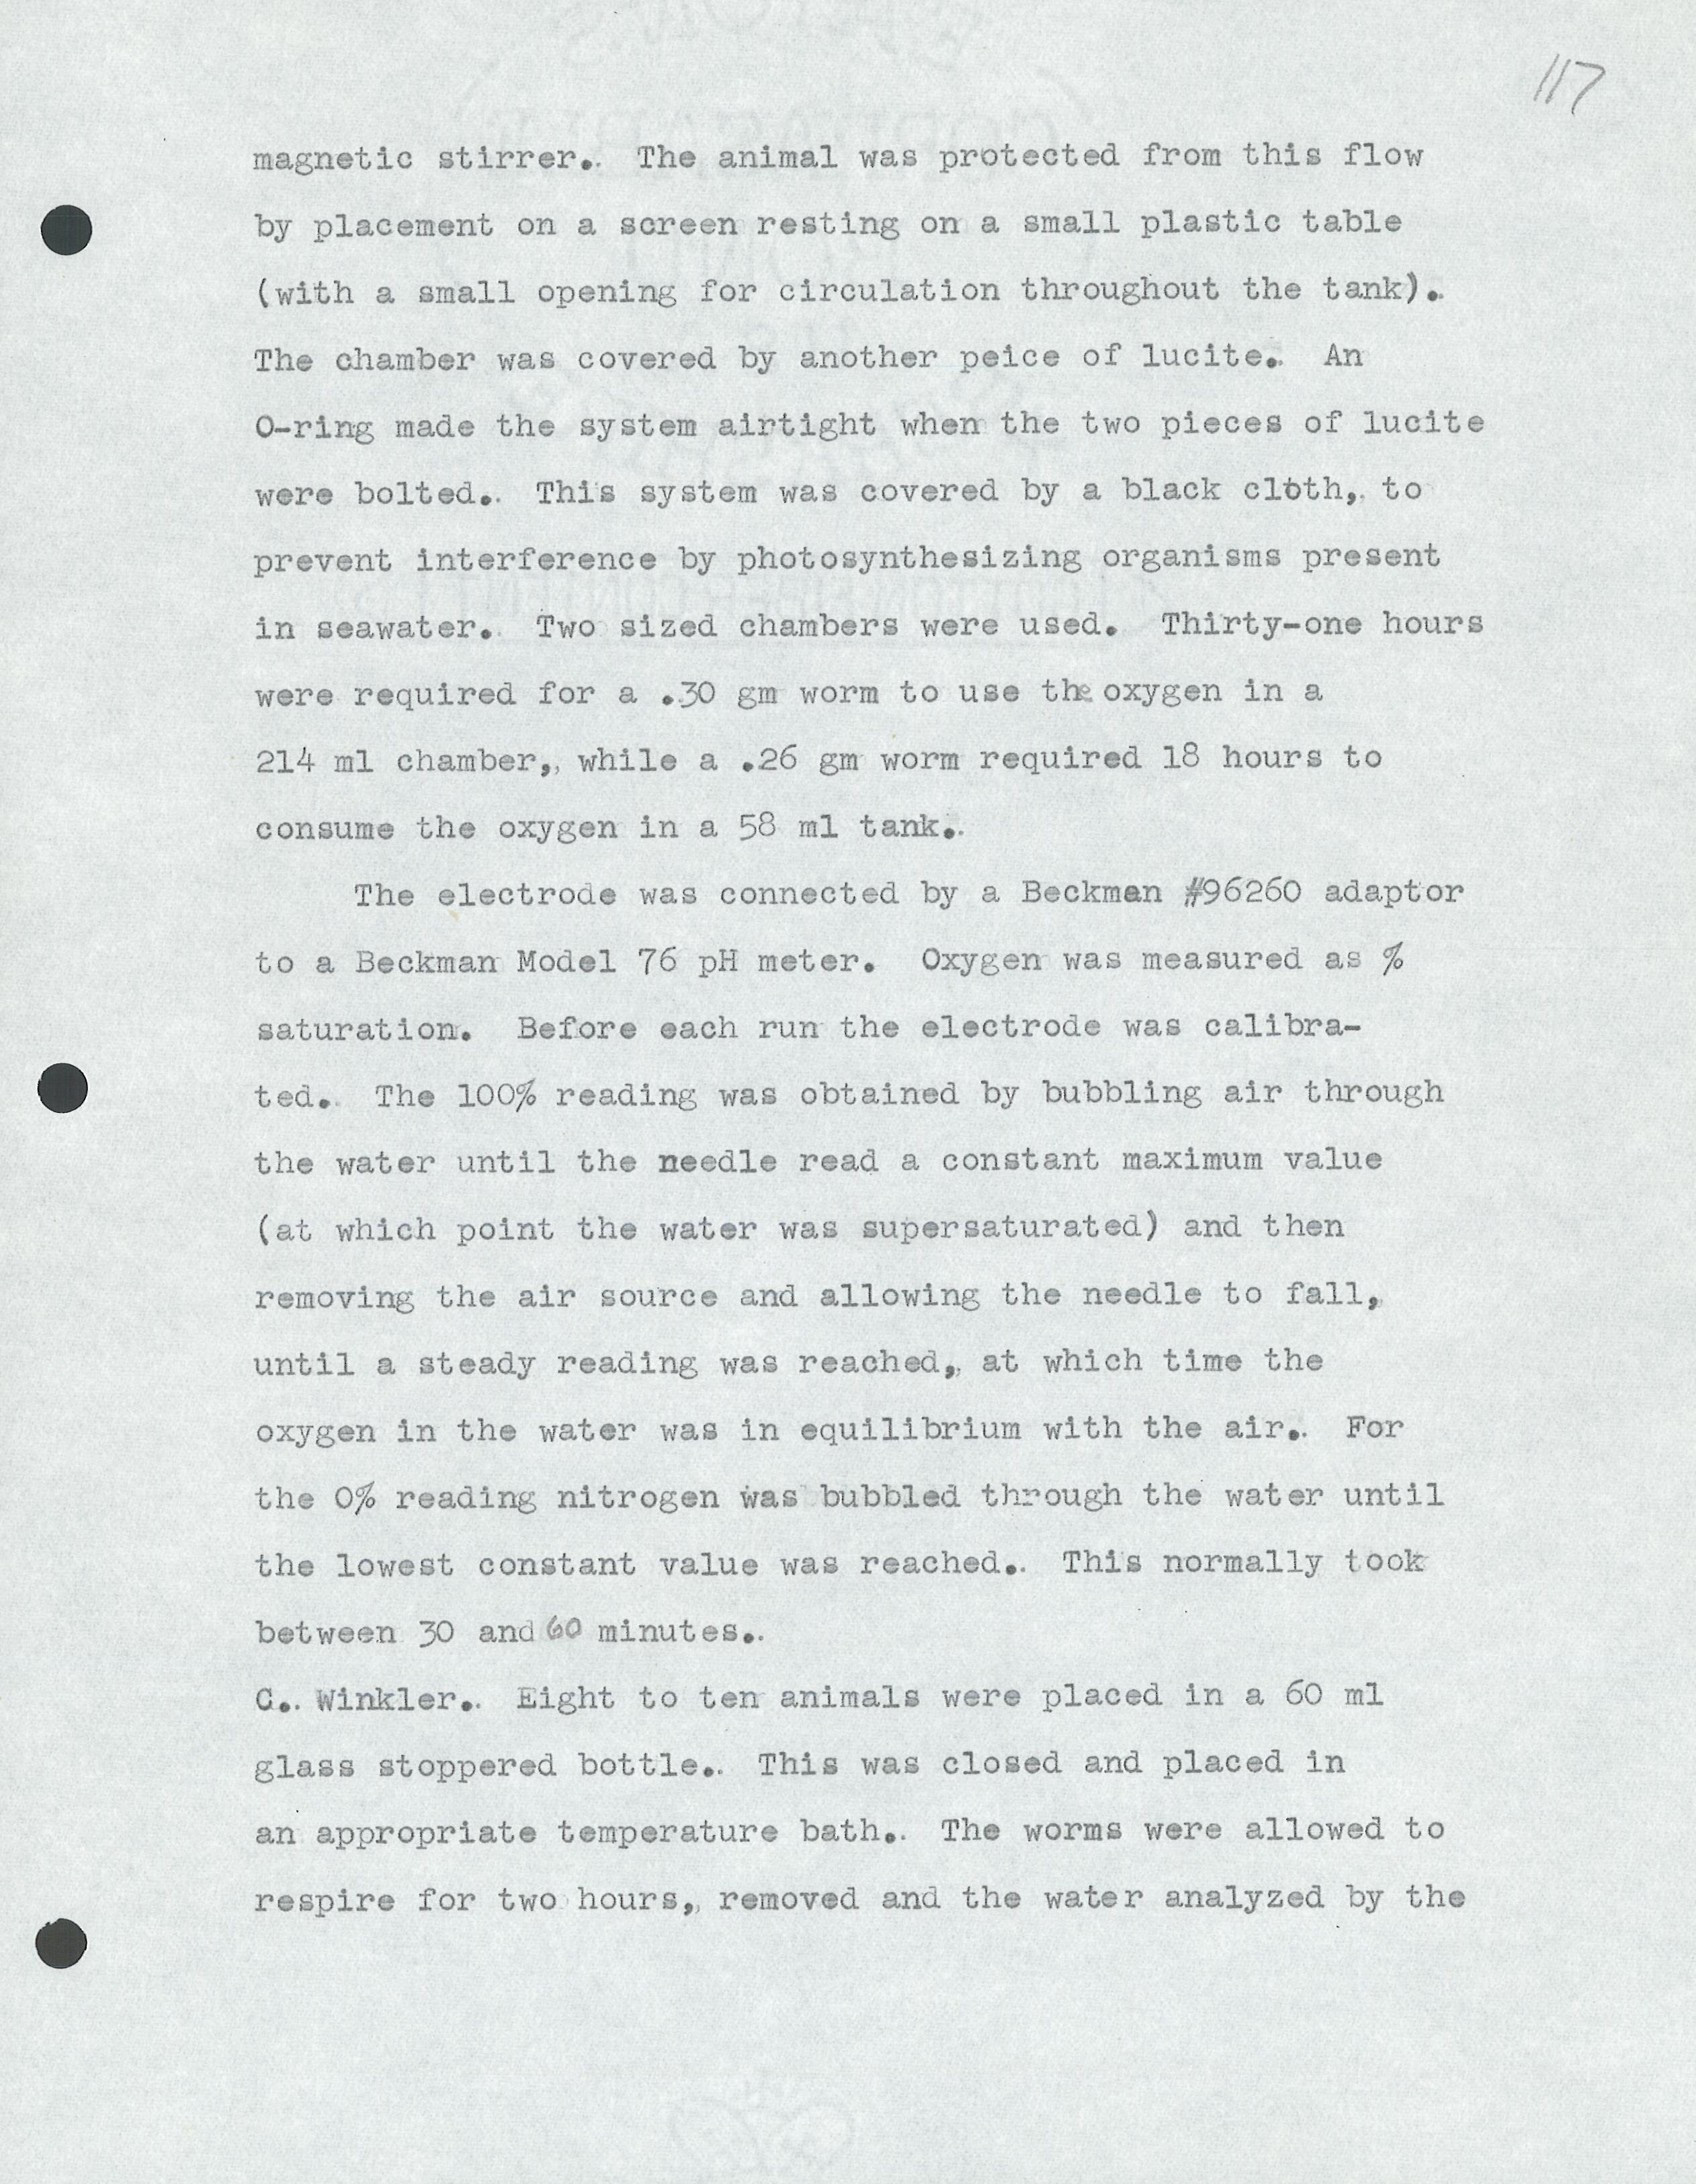 117
magnetic stirrer. The animal was protected from this flow
by placement on a screen resting on a small plastic table
(with a small opening for circulation throughout the tank).
The chamber was covered by another peice of lucite. An
O-ring made the system airtight when the two pieces of lucite
were bolted. This system was covered by a black cloth, to
prevent interference by photosynthesizing organisms present
in seawater. Two sized chambers were used. Thirty-one hours
were required for a .30 gm worm to use the oxygen in a
214 ml chamber, while a .26 gm worm required 18 hours to
consume the oxygen in a 58 ml tank.
The electrode was connected by a Beckman #96260 adaptor
to a Beckman Model 76 pH meter. Oxygen was measured as %
saturation. Before each run the electrode was calibra-
ted. The 100% reading was obtained by bubbling air through
the water until the needle read a constant maximum value
(at which point the water was supersaturated) and then
removing the air source and allowing the needle to fall,
until a steady reading was reached, at which time the
oxygen in the water was in equilibrium with the air. For
the 0% reading nitrogen was bubbled through the water until
the lowest constant value was reached. This normally took
between 30 and 60 minutes.
C. Winkler. Eight to ten animals were placed in a 60 ml
glass stoppered bottle. This was closed and placed in
an appropriate temperature bath. The worms were allowed to
respire for two hours, removed and the water analyzed by the